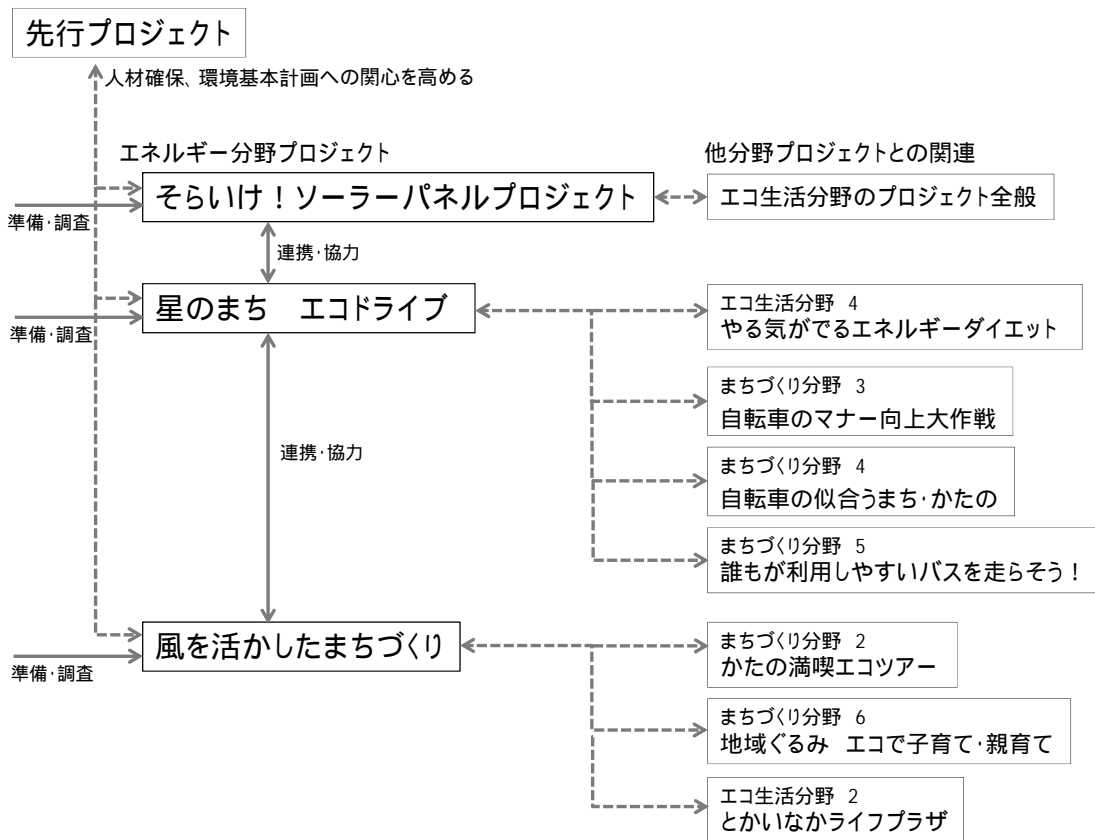 先行プロジェクト
人材確保、環境基本計画への関心を高める
エネルギー分野プロジェクト
他分野プロジェクトとの関連
そらいけ！ソーラーパネルプロジェクト
エコ生活分野のプロジェクト全般
準備・調査
連携・協力
星のまち　エコドライブ
エコ生活分野 4
やる気がでるエネルギーダイエット
準備・調査
まちづくり分野 3
自転車のマナー向上大作戦
連携・協力
まちづくり分野 4
自転車の似合うまち・かたの
まちづくり分野 5
誰もが利用しやすいバスを走らそう！
風を活かしたまちづくり
まちづくり分野 2
かたの満喫エコツアー
準備・調査
まちづくり分野 6
地域ぐるみ　エコで子育て・親育て
エコ生活分野 2
とかいなかライフプラザ